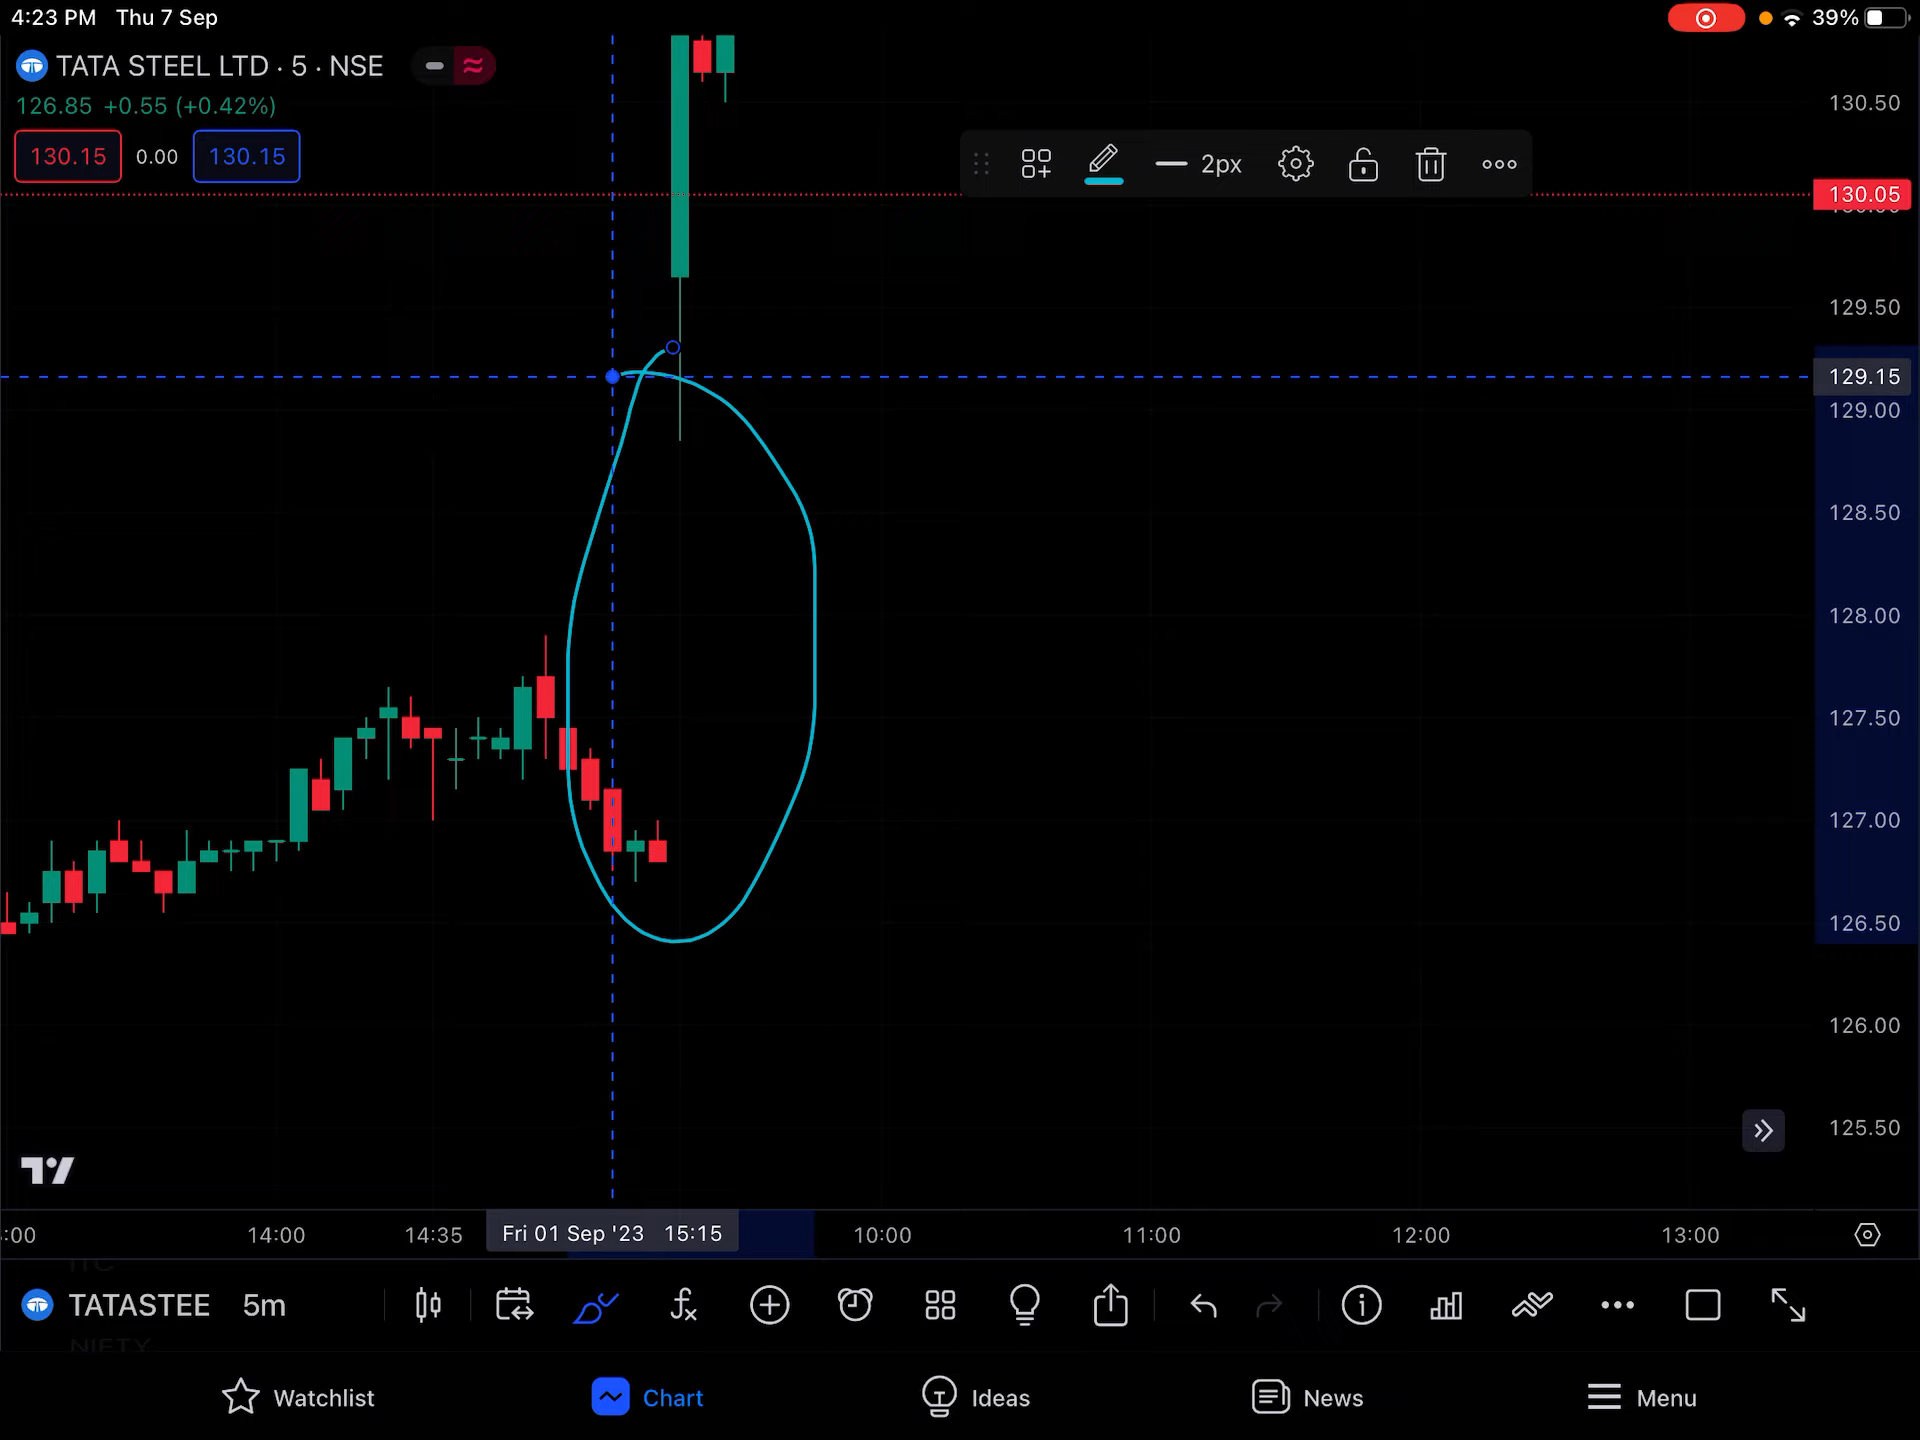 4:23 PM Thu 7 Sep
39%
TATA STEEL LTD · 5 · NSE
126.85 +0.55 (+0.42%)
130.15 0.00 130.15
2px
130.50
130.05
129.50
129.15
129.00
128.50
128.00
127.50
127.00
126.50
126.00
125.50
:00 14:00 14:35 Fri 01 Sep '23 15:15 10:00 11:00 12:00 13:00
TATASTEE 5m
Watchlist Chart Ideas News Menu